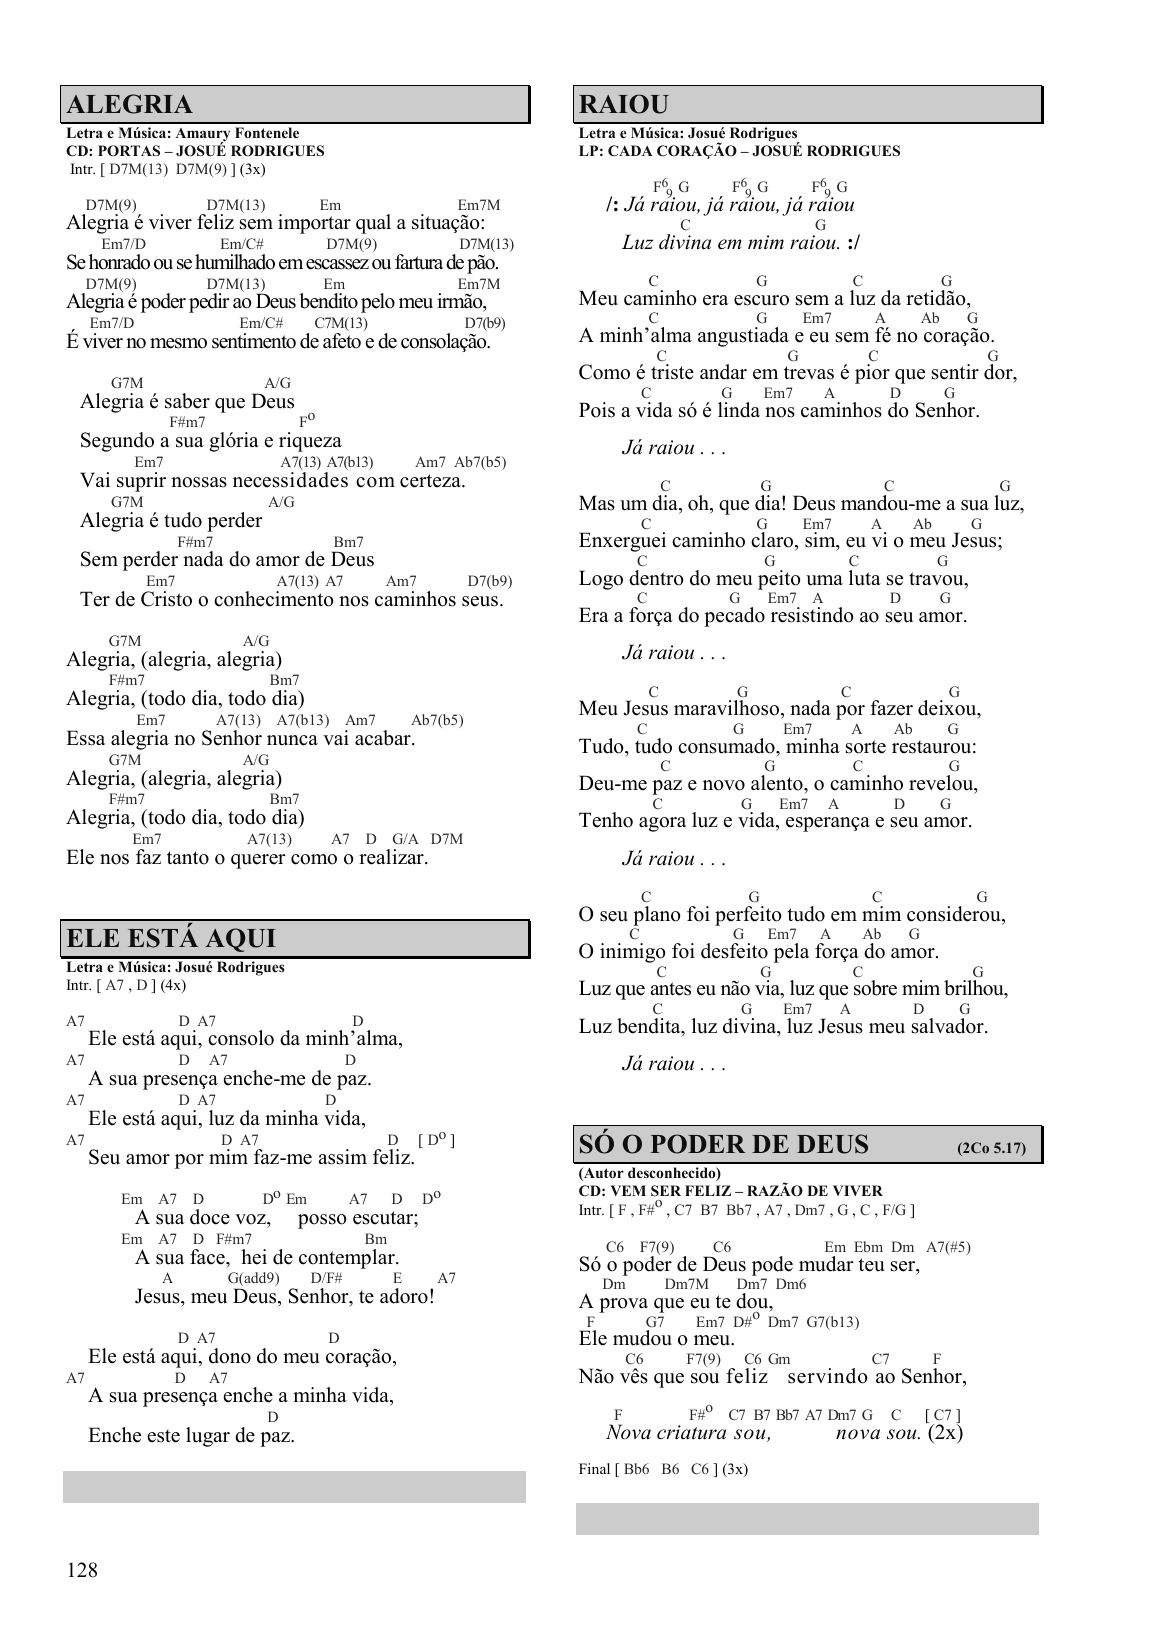 ALEGRIA
Letra e Música: Amaury Fontenele
CD: PORTAS – JOSUÉ RODRIGUES
Intr. [ D7M(13) D7M(9) ] (3x)
D7M(9) D7M(13) Em Em7M
Alegria é viver feliz sem importar qual a situação:
Em7/D Em/C# D7M(9) D7M(13)
Se honrado ou se humilhado em escassez ou fartura de pão.
D7M(9) D7M(13) Em Em7M
Alegria é poder pedir ao Deus bendito pelo meu irmão,
Em7/D Em/C# C7M(13) D7(b9)
É viver no mesmo sentimento de afeto e de consolação.
G7M A/G
Alegria é saber que Deus
F#m7 Fº
Segundo a sua glória e riqueza
Em7 A7(13) A7(b13) Am7 Ab7(b5)
Vai suprir nossas necessidades com certeza.
G7M A/G
Alegria é tudo perder
F#m7 Bm7
Sem perder nada do amor de Deus
Em7 A7(13) A7 Am7 D7(b9)
Ter de Cristo o conhecimento nos caminhos seus.
G7M A/G
Alegria, (alegria, alegria)
F#m7 Bm7
Alegria, (todo dia, todo dia)
Em7 A7(13) A7(b13) Am7 Ab7(b5)
Essa alegria no Senhor nunca vai acabar.
G7M A/G
Alegria, (alegria, alegria)
F#m7 Bm7
Alegria, (todo dia, todo dia)
Em7 A7(13) A7 D G/A D7M
Ele nos faz tanto o querer como o realizar.
ELE ESTÁ AQUI
Letra e Música: Josué Rodrigues
Intr. [ A7 , D ] (4x)
A7 D A7 D
Ele está aqui, consolo da minh’alma,
A7 D A7 D
A sua presença enche-me de paz.
A7 D A7 D
Ele está aqui, luz da minha vida,
A7 D A7 D [ Dº ]
Seu amor por mim faz-me assim feliz.
Em A7 D Dº Em A7 D Dº
A sua doce voz, posso escutar;
Em A7 D F#m7 Bm
A sua face, hei de contemplar.
A G(add9) D/F# E A7
Jesus, meu Deus, Senhor, te adoro!
D A7 D
Ele está aqui, dono do meu coração,
A7 D A7
A sua presença enche a minha vida,
D
Enche este lugar de paz.
RAIOU
Letra e Música: Josué Rodrigues
LP: CADA CORAÇÃO – JOSUÉ RODRIGUES
F6 9 G F6 9 G F6 9 G
/: Já raiou, já raiou, já raiou
C G
Luz divina em mim raiou. :/
C G C G
Meu caminho era escuro sem a luz da retidão,
C G Em7 A Ab G
A minh’alma angustiada e eu sem fé no coração.
C G C G
Como é triste andar em trevas é pior que sentir dor,
C G Em7 A D G
Pois a vida só é linda nos caminhos do Senhor.
Já raiou . . .
C G C G
Mas um dia, oh, que dia! Deus mandou-me a sua luz,
C G Em7 A Ab G
Enxerguei caminho claro, sim, eu vi o meu Jesus;
C G C G
Logo dentro do meu peito uma luta se travou,
C G Em7 A D G
Era a força do pecado resistindo ao seu amor.
Já raiou . . .
C G C G
Meu Jesus maravilhoso, nada por fazer deixou,
C G Em7 A Ab G
Tudo, tudo consumado, minha sorte restaurou:
C G C G
Deu-me paz e novo alento, o caminho revelou,
C G Em7 A D G
Tenho agora luz e vida, esperança e seu amor.
Já raiou . . .
C G C G
O seu plano foi perfeito tudo em mim considerou,
C G Em7 A Ab G
O inimigo foi desfeito pela força do amor.
C G C G
Luz que antes eu não via, luz que sobre mim brilhou,
C G Em7 A D G
Luz bendita, luz divina, luz Jesus meu salvador.
Já raiou . . .
SÓ O PODER DE DEUS (2Co 5.17)
(Autor desconhecido)
CD: VEM SER FELIZ – RAZÃO DE VIVER
Intr. [ F , F#º , C7 B7 Bb7 , A7 , Dm7 , G , C , F/G ]
C6 F7(9) C6 Em Ebm Dm A7(#5)
Só o poder de Deus pode mudar teu ser,
Dm Dm7M Dm7 Dm6
A prova que eu te dou,
F G7 Em7 D#º Dm7 G7(b13)
Ele mudou o meu.
C6 F7(9) C6 Gm C7 F
Não vês que sou feliz servindo ao Senhor,
F F#º C7 B7 Bb7 A7 Dm7 G C [ C7 ]
Nova criatura sou, nova sou. (2x)
Final [ Bb6 B6 C6 ] (3x)
128